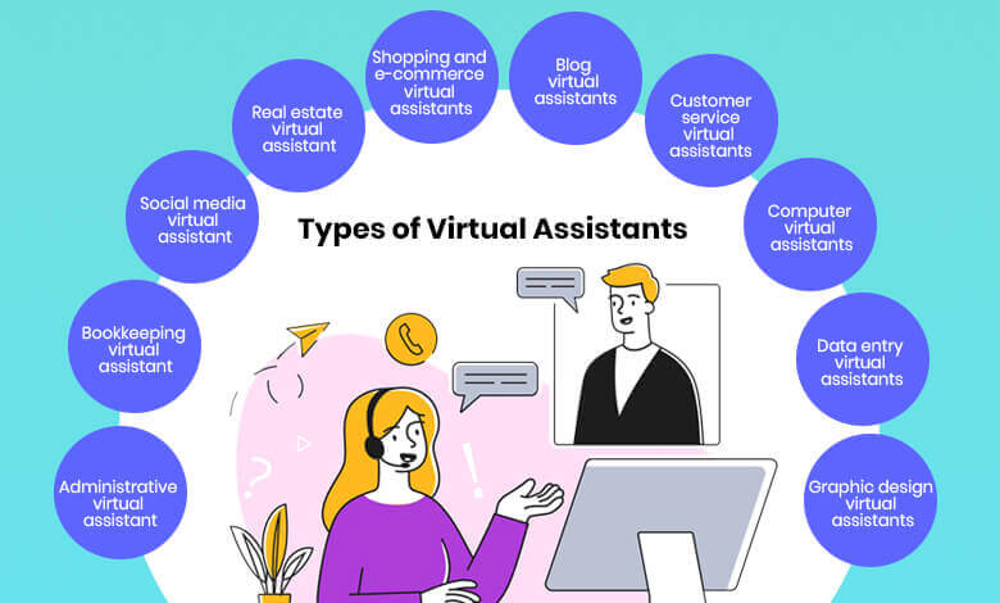 Shopping and
e-commerce
virtual
assistants
Blog
virtual
assistants
Real estate
virtual
assistant
Customer
service
virtual
assistants
Social media
virtual
assistant
Types of Virtual Assistants
Computer
virtual
assistants
Bookkeeping
virtual
assistant
Data entry
virtual
assistants
Administrative
virtual
assistant
Graphic design
virtual
assistants
?
!